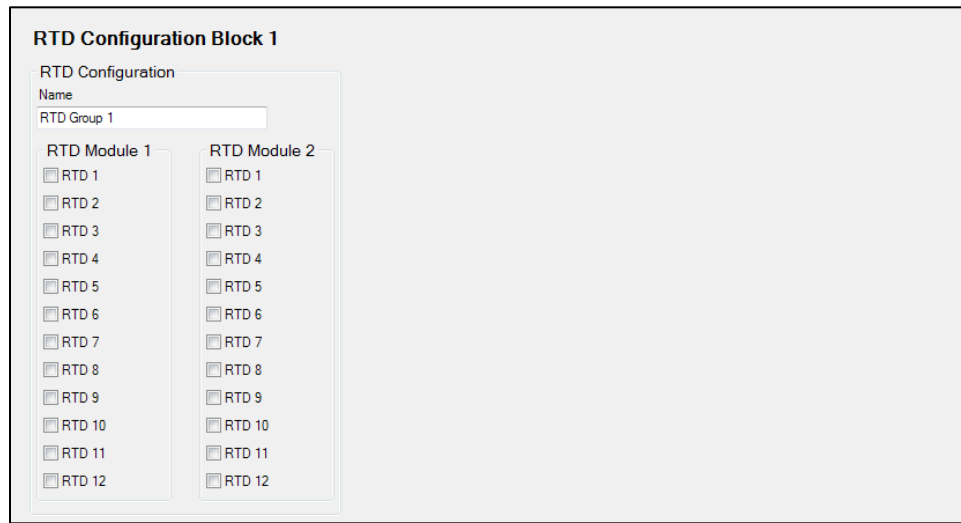 RTD Configuration Block 1
RTD Configuration
Name
RTD Group 1
RTD Module 1
RTD 1
RTD 2
RTD 3
RTD 4
RTD 5
RTD 6
RTD 7
RTD 8
RTD 9
RTD 10
RTD 11
RTD 12
RTD Module 2
RTD 1
RTD 2
RTD 3
RTD 4
RTD 5
RTD 6
RTD 7
RTD 8
RTD 9
RTD 10
RTD 11
RTD 12